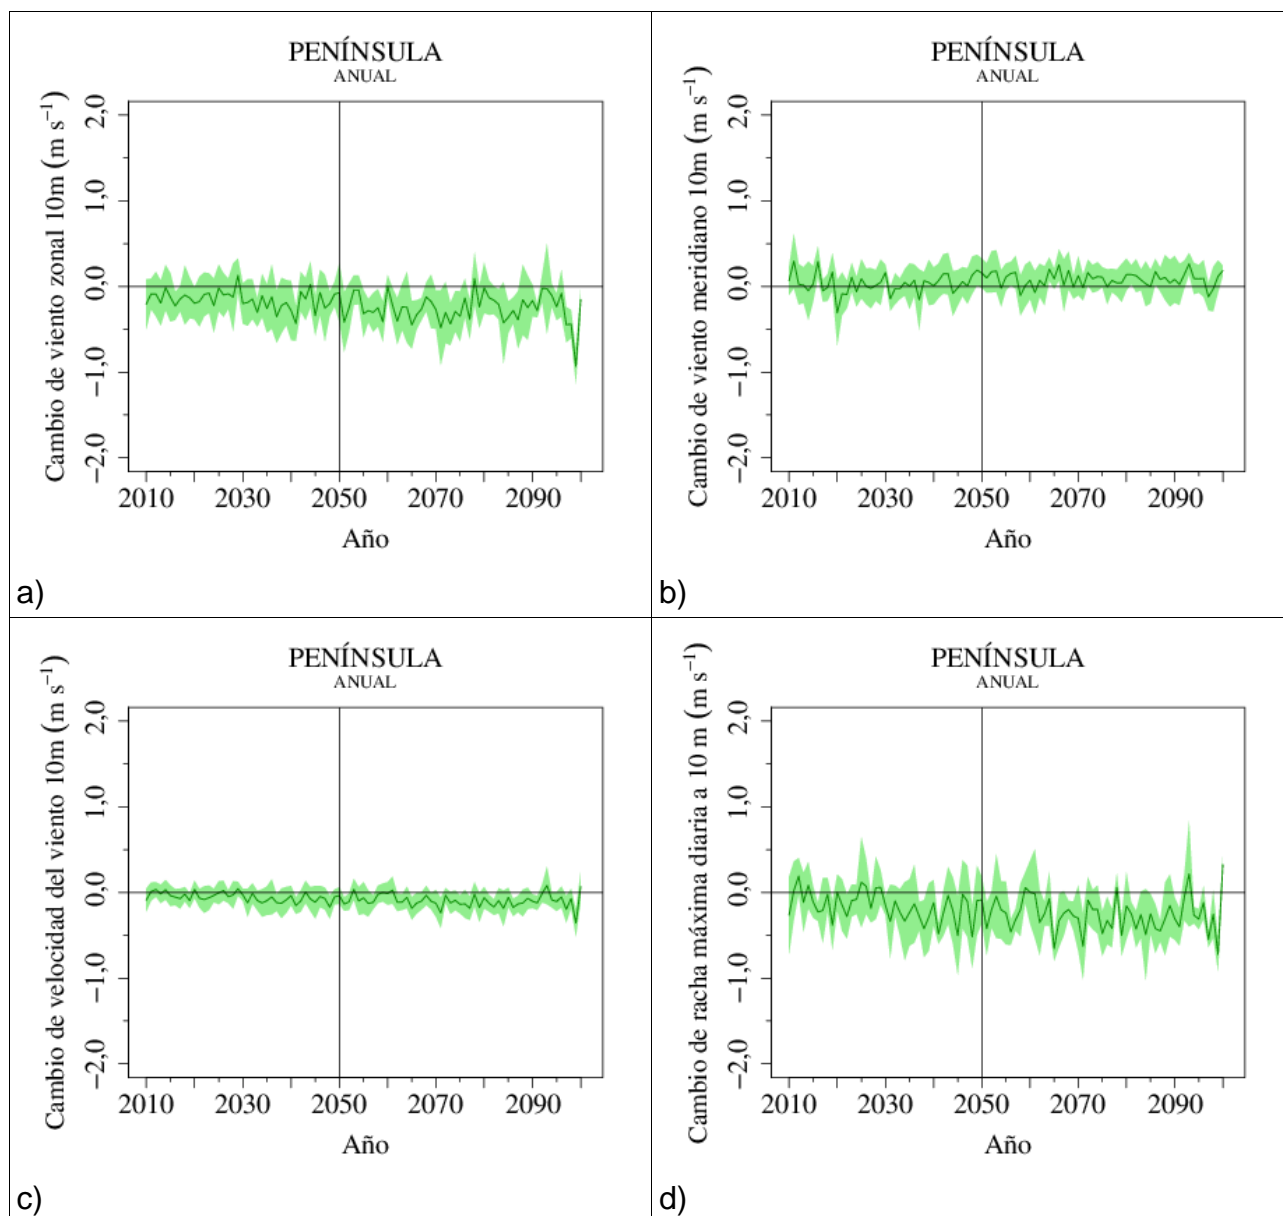 PENÍNSULA
ANUAL
Cambio de viento zonal 10m (m s⁻¹)
2,0
1,0
0,0
−1,0
−2,0
2010 2030 2050 2070 2090
Año
a)
PENÍNSULA
ANUAL
Cambio de viento meridiano 10m (m s⁻¹)
2,0
1,0
0,0
−1,0
−2,0
2010 2030 2050 2070 2090
Año
b)
PENÍNSULA
ANUAL
Cambio de velocidad del viento 10m (m s⁻¹)
2,0
1,0
0,0
−1,0
−2,0
2010 2030 2050 2070 2090
Año
c)
PENÍNSULA
ANUAL
Cambio de racha máxima diaria a 10 m (m s⁻¹)
2,0
1,0
0,0
−1,0
−2,0
2010 2030 2050 2070 2090
Año
d)